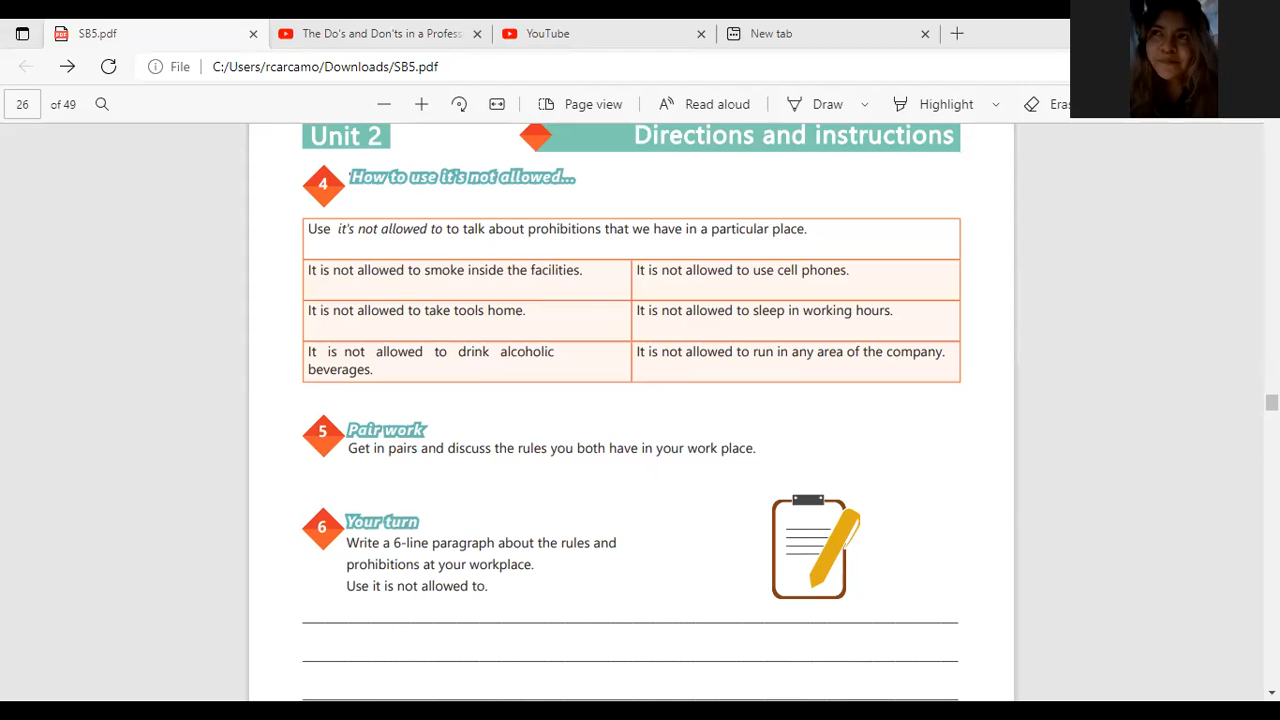 SB5.pdf
The Do's and Don'ts in a Profess
YouTube
New tab
File
C:/Users/rcarcamo/Downloads/SB5.pdf
26
of 49
Page view
Read aloud
Draw
Highlight
Eras
Unit 2
Directions and instructions
4
How to use it's not allowed...
Use it's not allowed to to talk about prohibitions that we have in a particular place.
It is not allowed to smoke inside the facilities.
It is not allowed to use cell phones.
It is not allowed to take tools home.
It is not allowed to sleep in working hours.
It is not allowed to drink alcoholic
beverages.
It is not allowed to run in any area of the company.
5
Pair work
Get in pairs and discuss the rules you both have in your work place.
6
Your turn
Write a 6-line paragraph about the rules and
prohibitions at your workplace.
Use it is not allowed to.